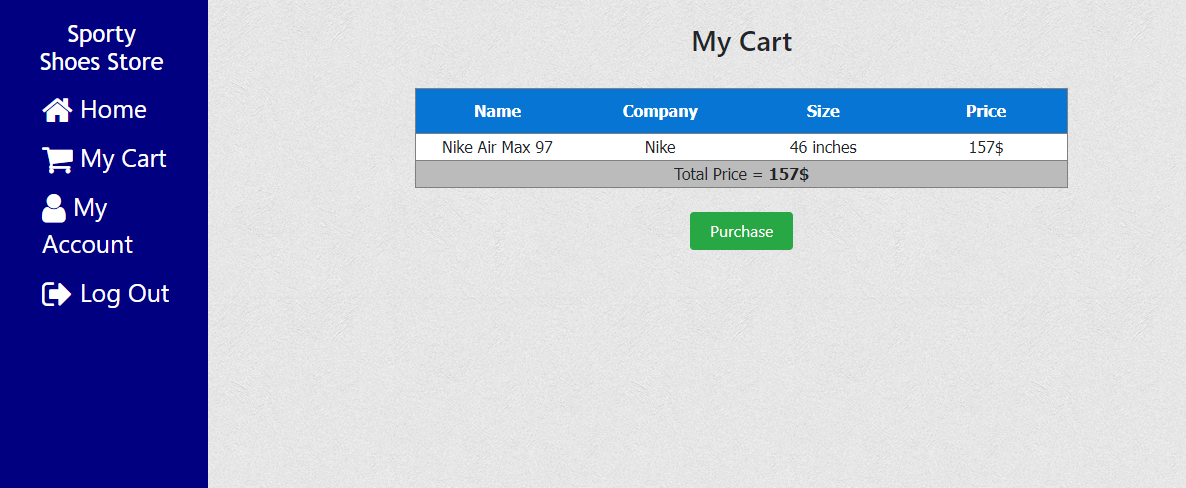 Sporty
Shoes Store
Home
My Cart
My
Account
Log Out
My Cart
Name Company Size Price
Nike Air Max 97 Nike 46 inches 157$
Total Price = 157$
Purchase